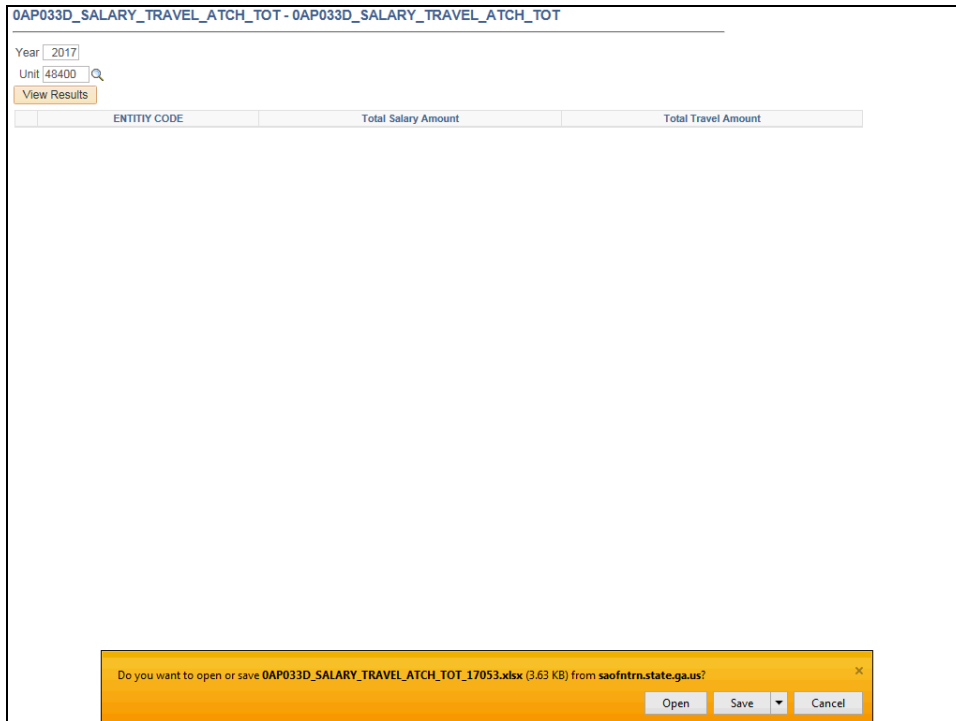 0AP033D_SALARY_TRAVEL_ATCH_TOT - 0AP033D_SALARY_TRAVEL_ATCH_TOT
Year 2017
Unit 48400
View Results
ENTITIY CODE Total Salary Amount Total Travel Amount
Do you want to open or save 0AP033D_SALARY_TRAVEL_ATCH_TOT_17053.xlsx (3.63 KB) from saofntrn.state.ga.us?
Open Save Cancel